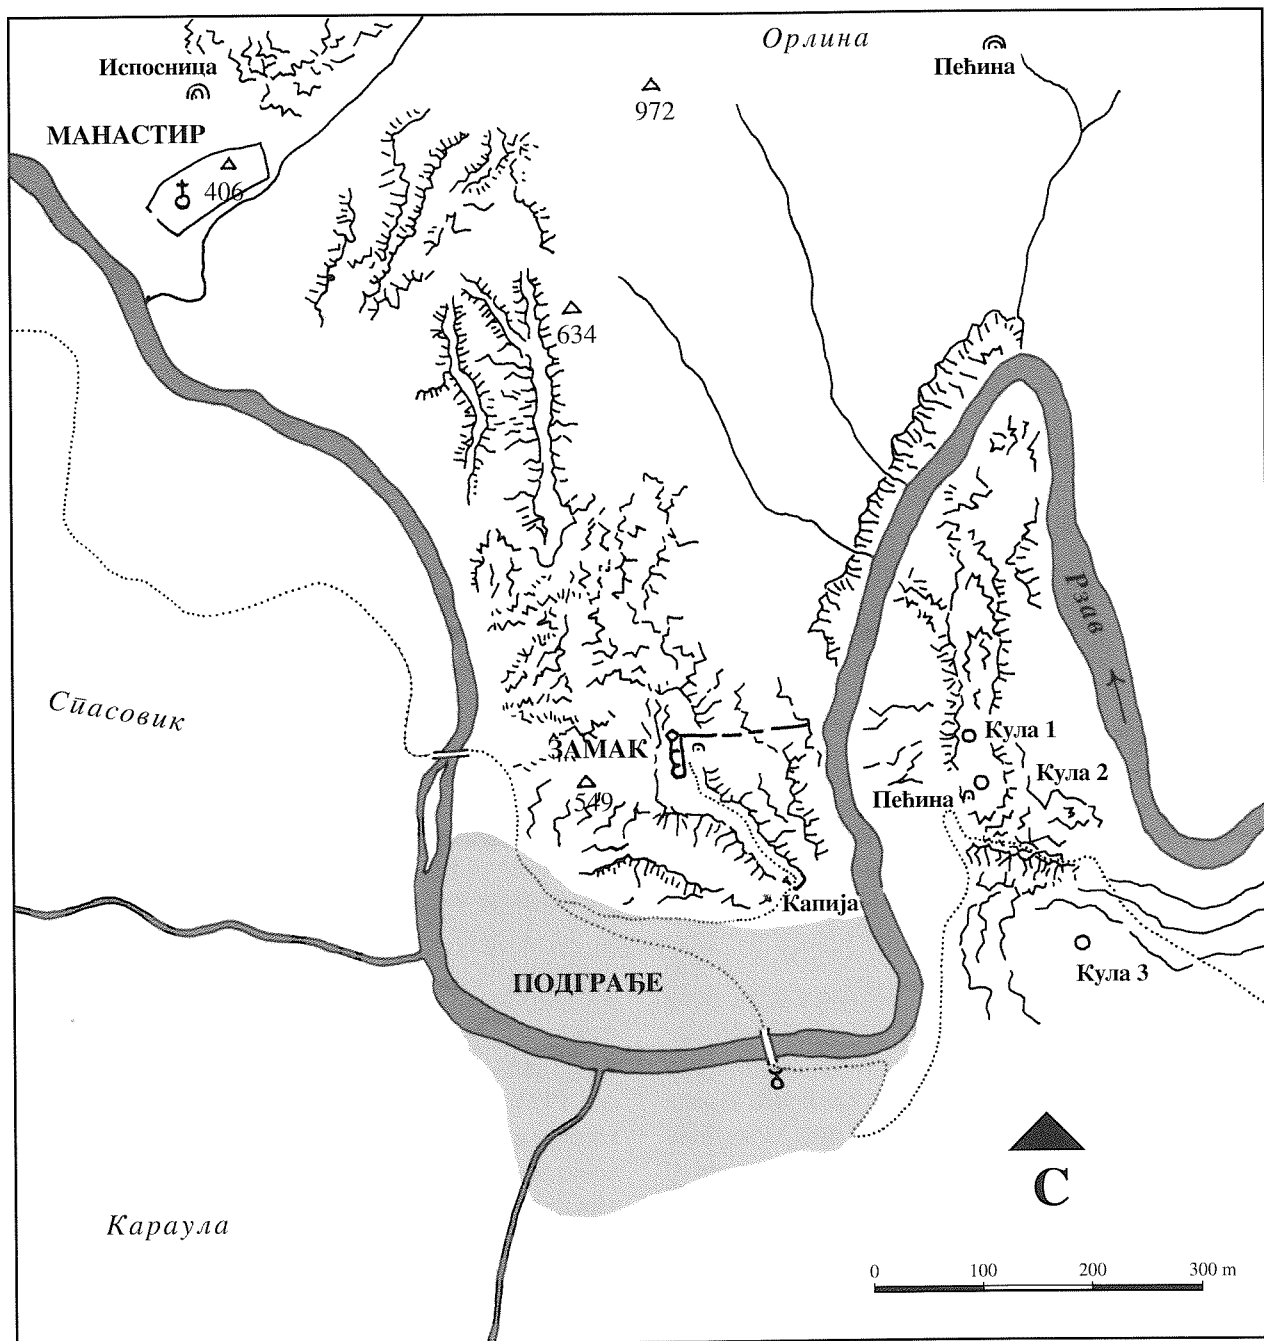 Орлина
Испосница
Пећина
972
МАНАСТИР
406
634
Рзав
Спасовик
ЗАМАК
Кула 1
549
Пећина
Кула 2
3
Капија
Кула 3
ПОДГРАЂЕ
С
Караула
0 100 200 300 m